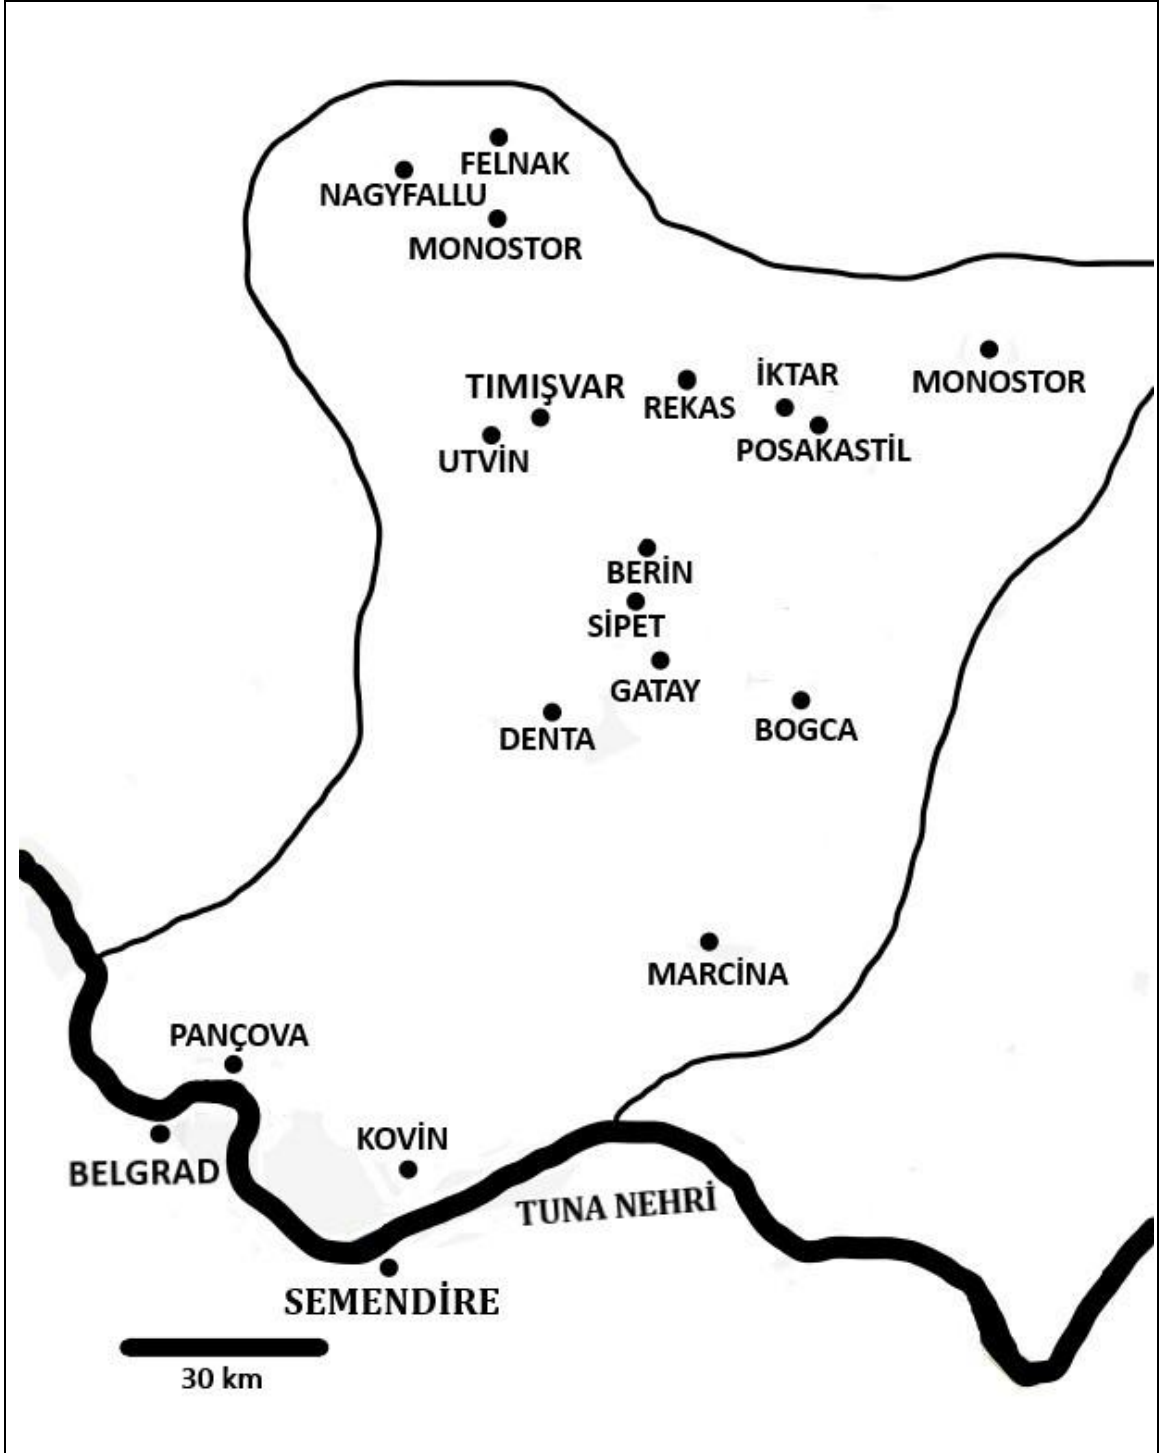 FELNAK
NAGYFALLU
MONOSTOR
İKTAR
MONOSTOR
TIMIŞVAR
REKAS
POSAKASTİL
UTVİN
BERİN
SİPET
GATAY
BOGCA
DENTA
MARCİNA
PANÇOVA
KOVİN
BELGRAD
TUNA NEHRİ
SEMENDİRE
30 km